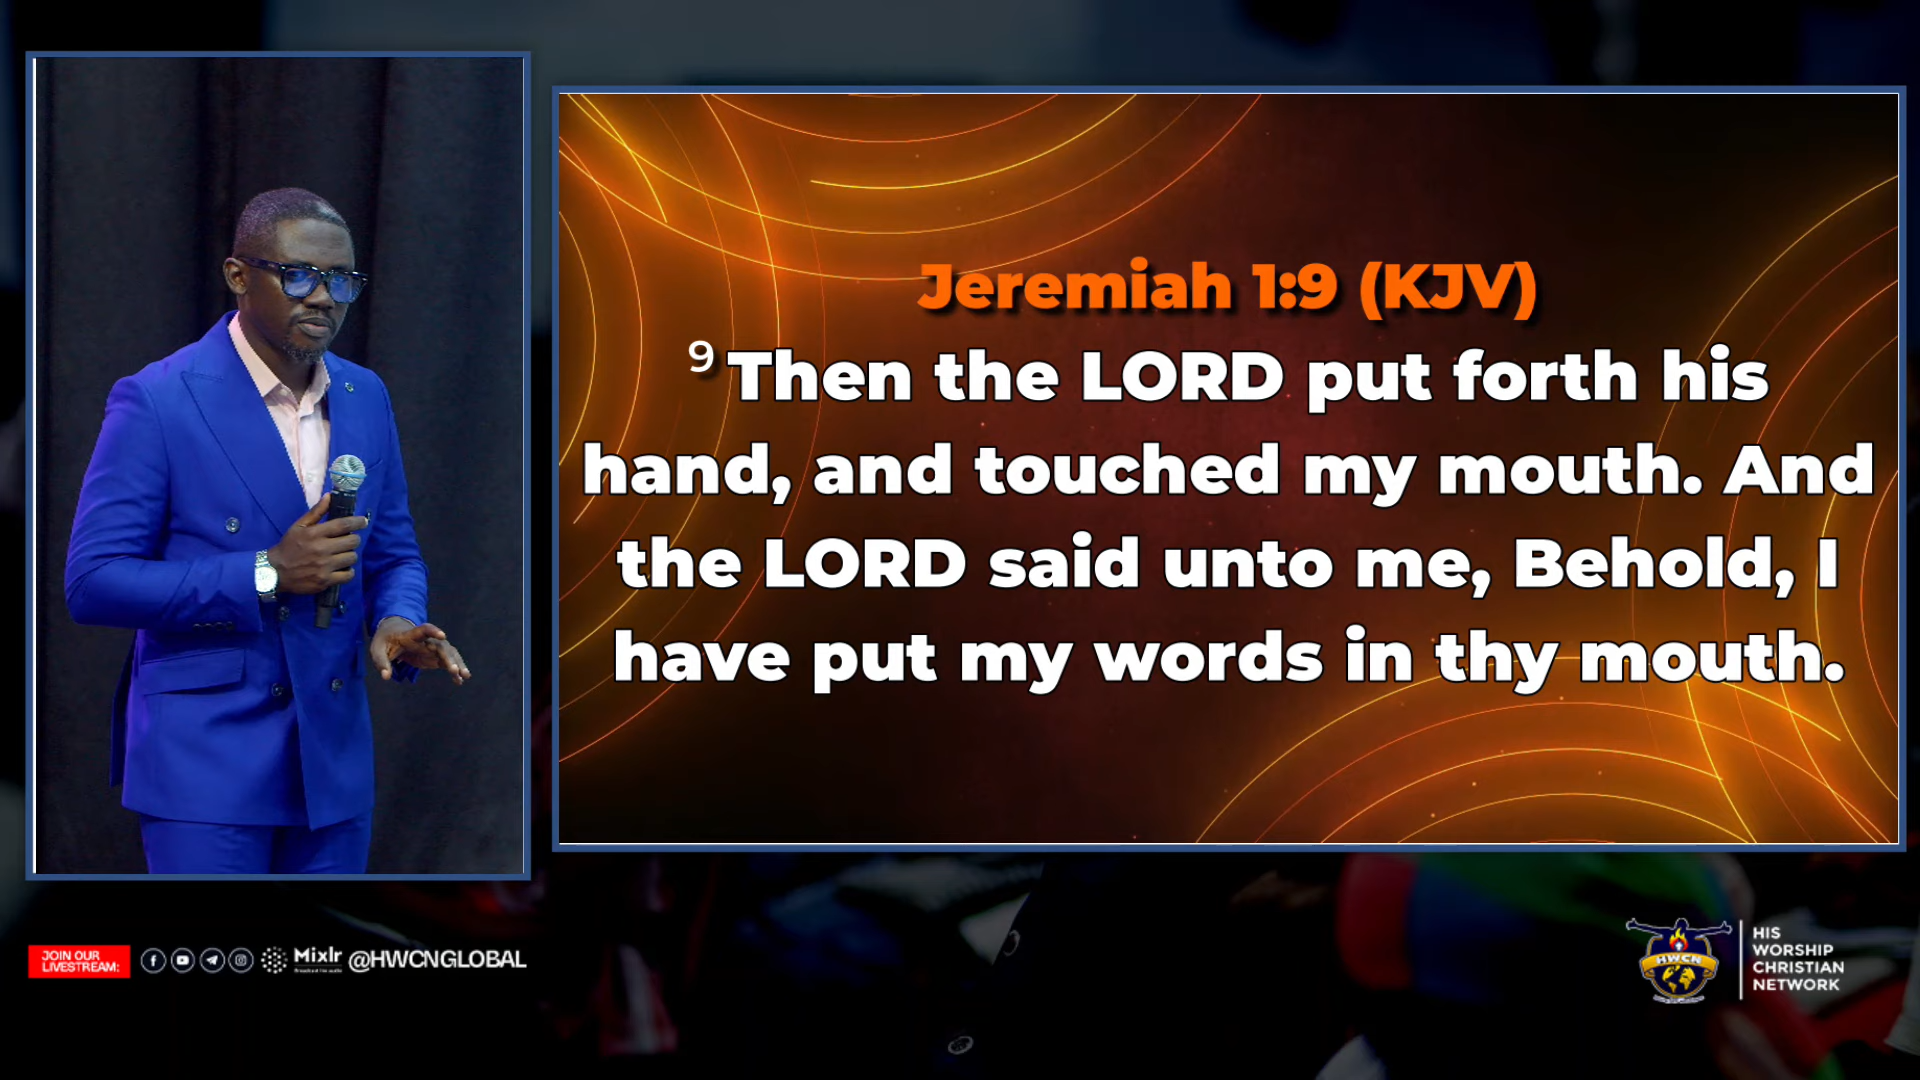 Jeremiah 1:9 (KJV)
9 Then the LORD put forth his
hand, and touched my mouth. And
the LORD said unto me, Behold, I
have put my words in thy mouth.
JOIN OUR
LIVESTREAM:
Mixlr
@HWCNGLOBAL
HWCN
HIS
WORSHIP
CHRISTIAN
NETWORK